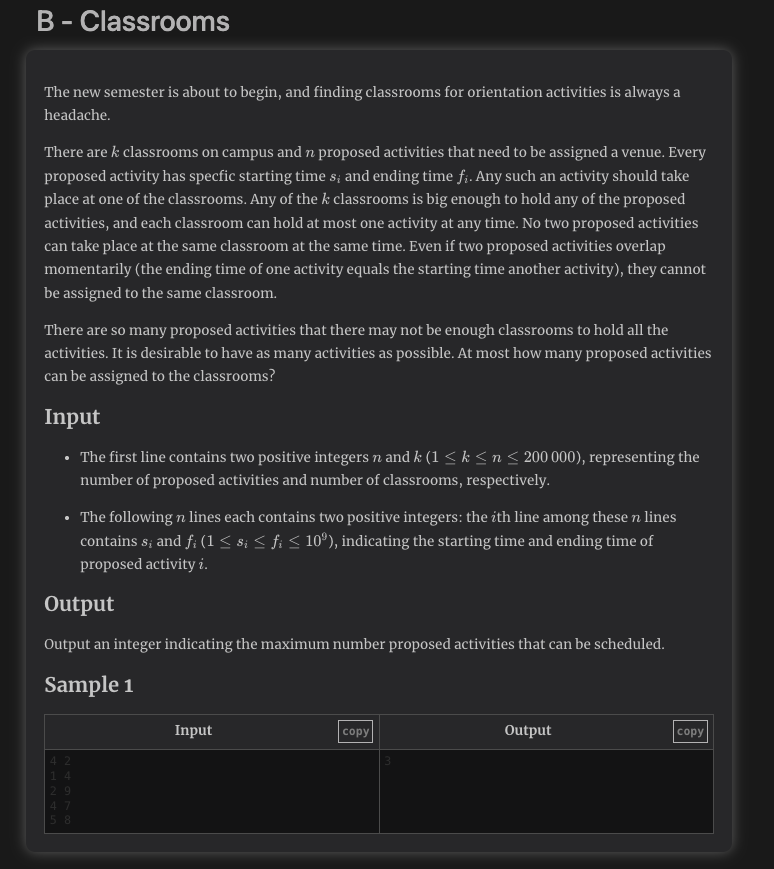 B - Classrooms
The new semester is about to begin, and finding classrooms for orientation activities is always a
headache.
There are k classrooms on campus and n proposed activities that need to be assigned a venue. Every
proposed activity has specfic starting time s_i and ending time f_i. Any such an activity should take
place at one of the classrooms. Any of the k classrooms is big enough to hold any of the proposed
activities, and each classroom can hold at most one activity at any time. No two proposed activities
can take place at the same classroom at the same time. Even if two proposed activities overlap
momentarily (the ending time of one activity equals the starting time another activity), they cannot
be assigned to the same classroom.
There are so many proposed activities that there may not be enough classrooms to hold all the
activities. It is desirable to have as many activities as possible. At most how many proposed activities
can be assigned to the classrooms?
Input
• The first line contains two positive integers n and k (1 ≤ k ≤ n ≤ 200 000), representing the
number of proposed activities and number of classrooms, respectively.
• The following n lines each contains two positive integers: the ith line among these n lines
contains s_i and f_i (1 ≤ s_i ≤ f_i ≤ 10^9), indicating the starting time and ending time of
proposed activity i.
Output
Output an integer indicating the maximum number proposed activities that can be scheduled.
Sample 1
Input copy Output copy
4 2 3
1 4
2 9
4 7
5 8